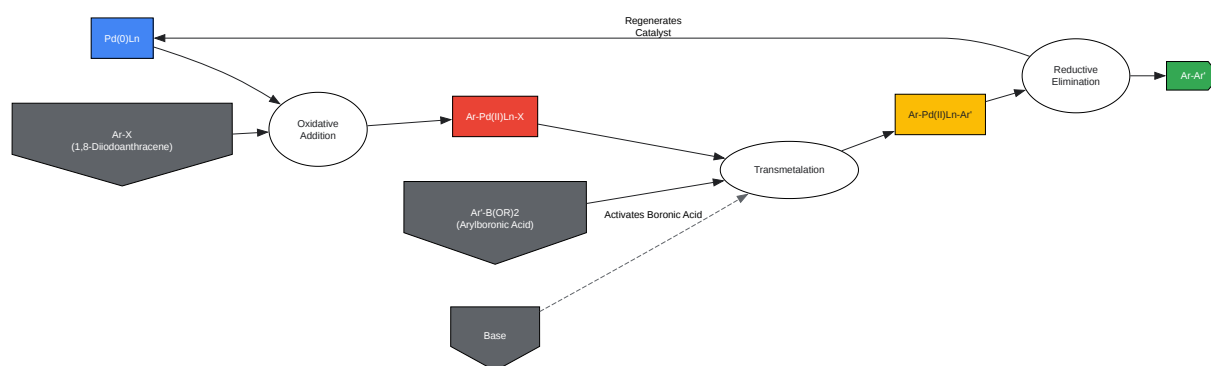 Regenerates
Catalyst
Pd(0)Ln
Reductive
Elimination
Ar-Ar'
Oxidative
Addition
Ar-Pd(II)Ln-X
Ar-Pd(II)Ln-Ar'
Ar-X
(1,8-Diiodoanthracene)
Transmetalation
Ar'-B(OR)2
(Arylboronic Acid)
Activates Boronic Acid
Base